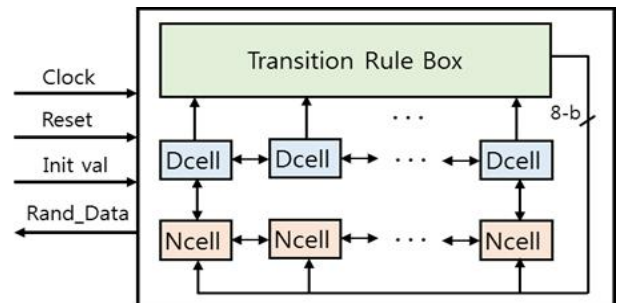 Transition Rule Box
Clock
8-b
Reset
Dcell Dcell Dcell
Init val
Rand_Data
Ncell Ncell Ncell